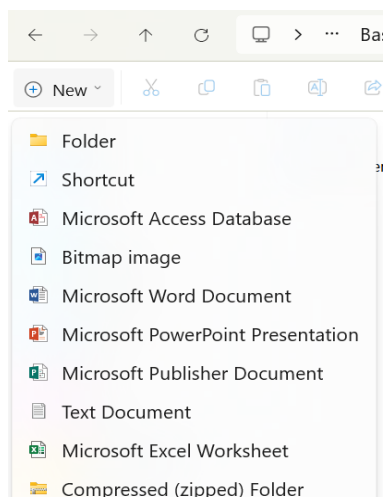 Bas
New
Folder
Shortcut
Microsoft Access Database
Bitmap image
Microsoft Word Document
Microsoft PowerPoint Presentation
Microsoft Publisher Document
Text Document
Microsoft Excel Worksheet
Compressed (zipped) Folder